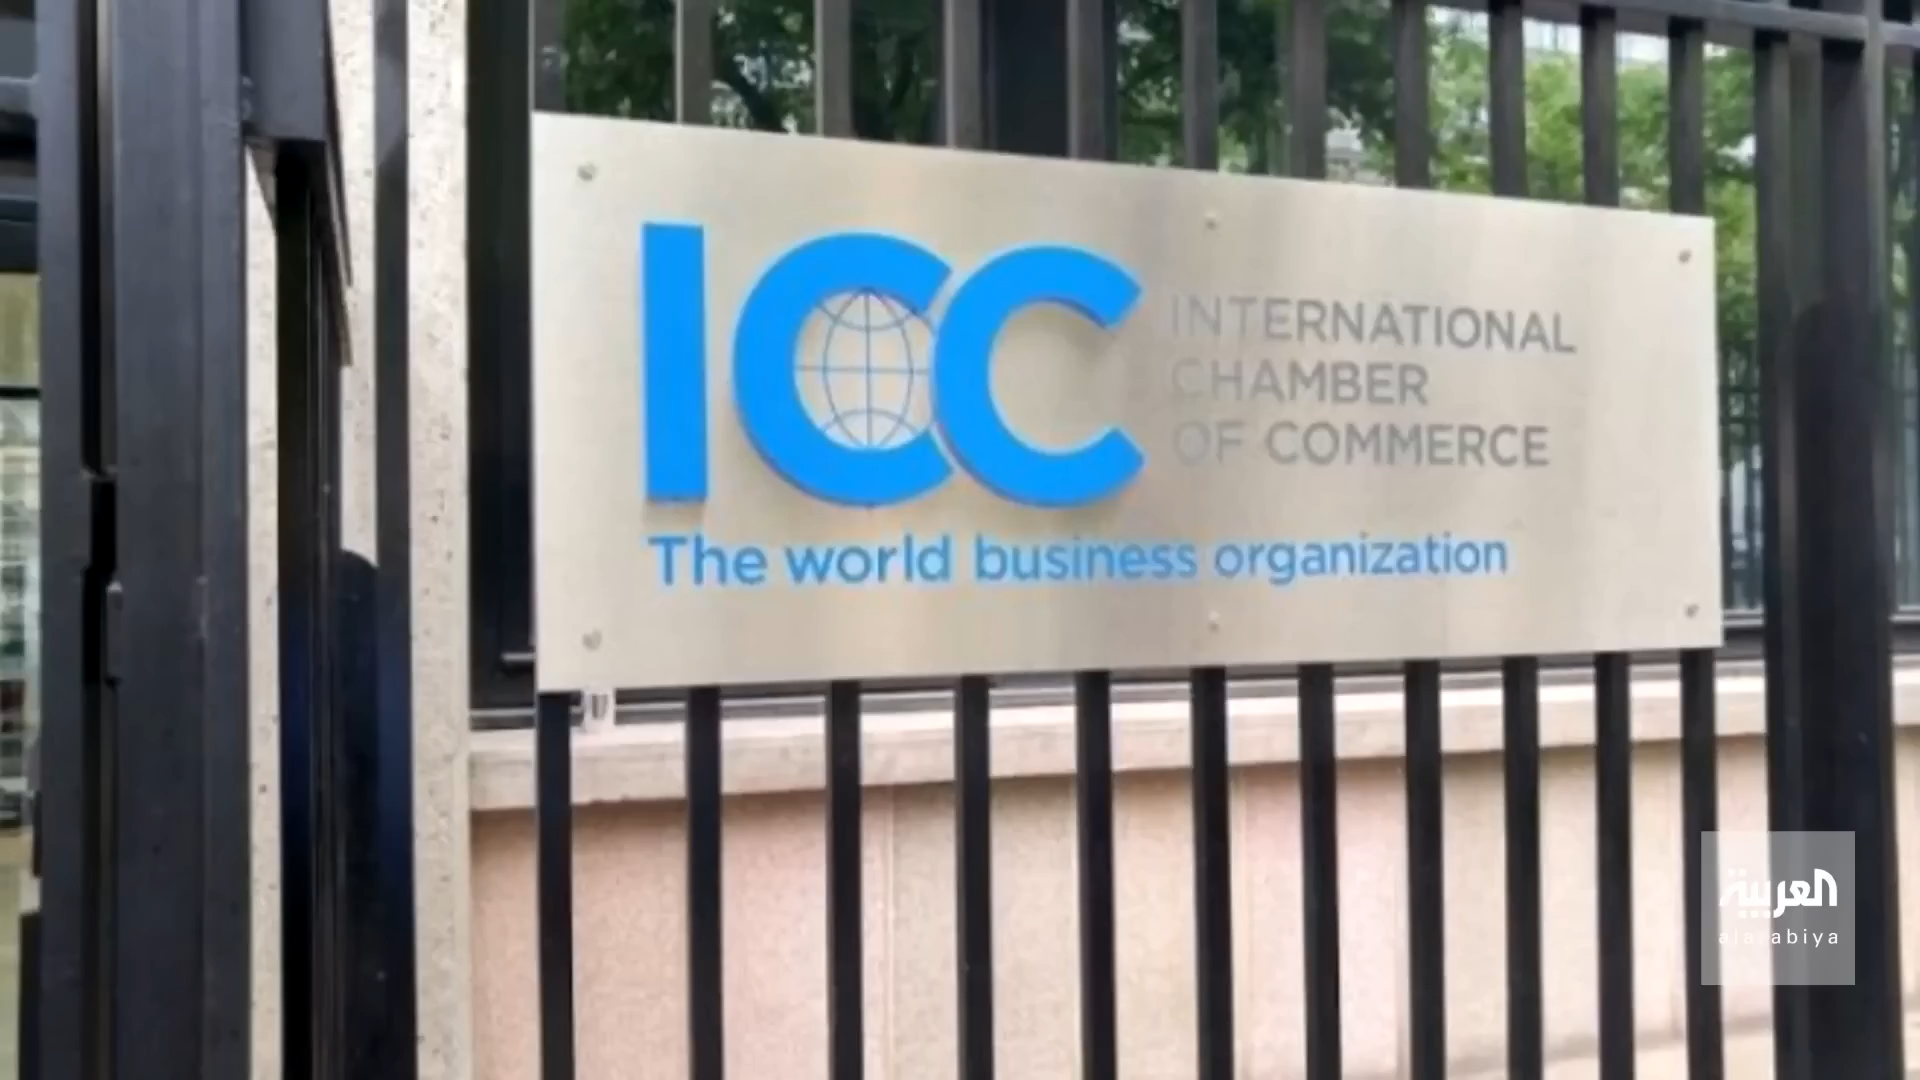 ICC
INTERNATIONAL
CHAMBER
OF COMMERCE
The world business organization
العربية
alarabiya